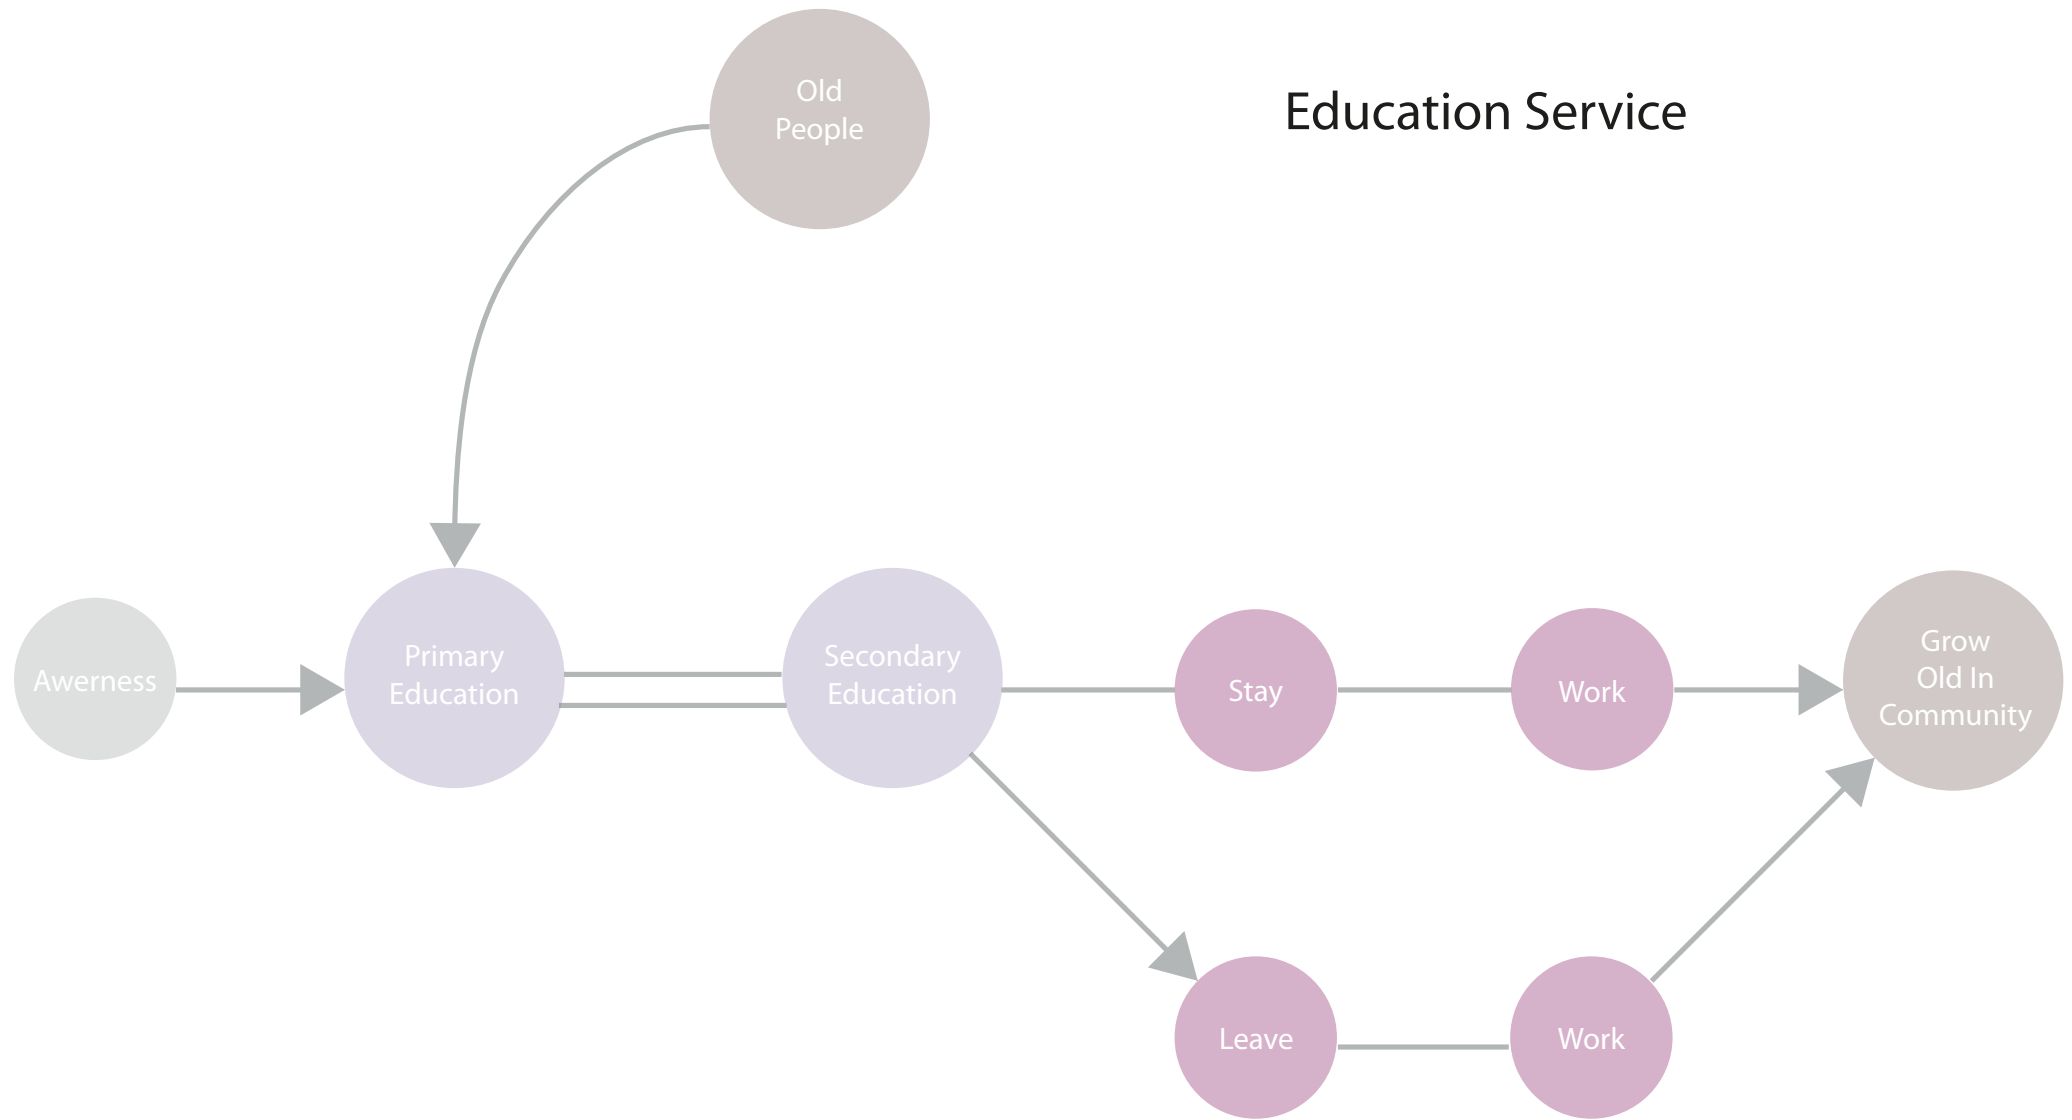 Old
People
Education Service
Awerness
Primary
Education
Secondary
Education
Stay
Work
Grow
Old In
Community
Leave
Work